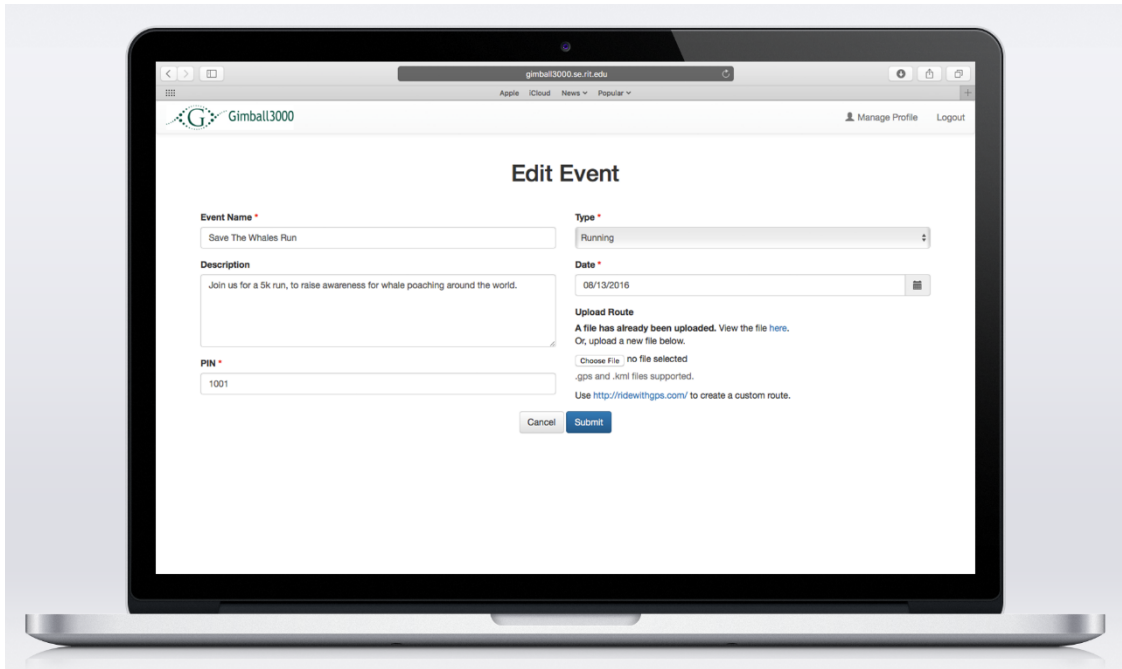 gimball3000.se.rit.edu
Apple iCloud News Popular
G Gimball3000
Manage Profile Logout
Edit Event
Event Name *
Save The Whales Run
Description
Join us for a 5k run, to raise awareness for whale poaching around the world.
PIN *
1001
Type *
Running
Date *
08/13/2016
Upload Route
A file has already been uploaded. View the file here.
Or, upload a new file below.
Choose File no file selected
.gps and .kml files supported.
Use http://ridewithgps.com/ to create a custom route.
Cancel Submit